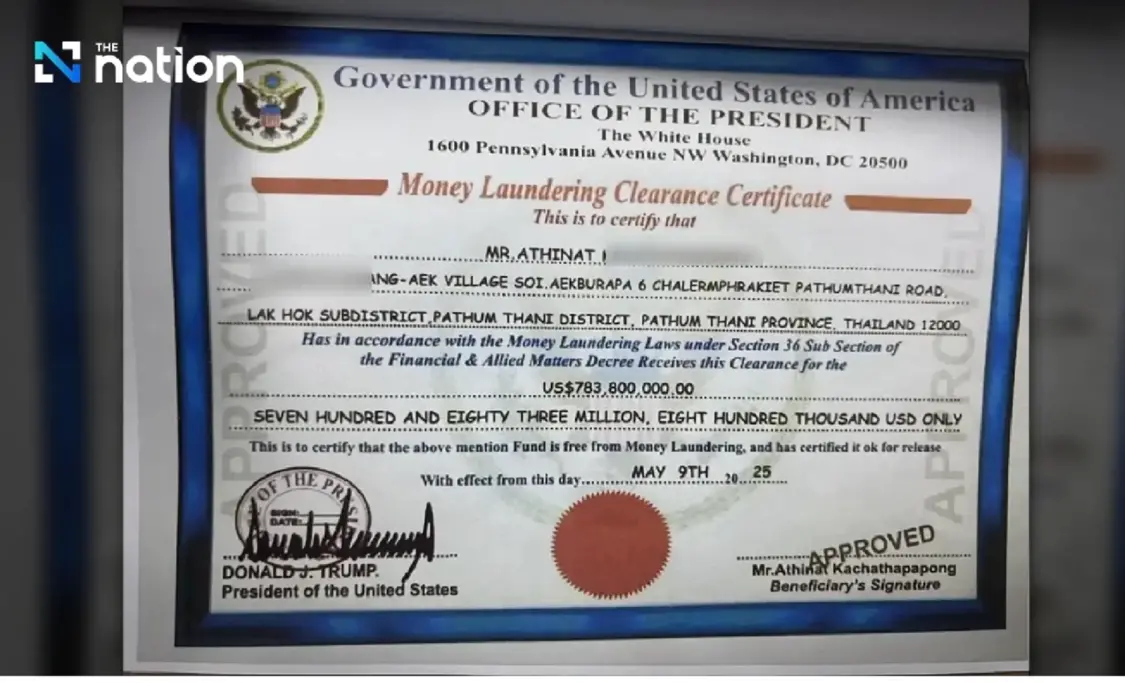 THE
nation
Government of the United States of America
OFFICE OF THE PRESIDENT
The White House
1600 Pennsylvania Avenue NW Washington, DC 20500
Money Laundering Clearance Certificate
This is to certify that
MR.ATHINAT
ANG-AEK VILLAGE SOI.AEKBURAPA 6 CHALERMPHRAKIET PATHUMTHANI ROAD,
LAK HOK SUBDISTRICT,PATHUM THANI DISTRICT, PATHUM THANI PROVINCE, THAILAND 12000
Has in accordance with the Money Laundering Laws under Section 36 Sub Section of
the Financial & Allied Matters Decree Receives this Clearance for the
US$783,800,000.00
SEVEN HUNDRED AND EIGHTY THREE MILLION, EIGHT HUNDRED THOUSAND USD ONLY
This is to certify that the above mention Fund is free from Money Laundering, and has certified it ok for release
With effect from this day......MAY 9TH......20...25......
APPROVED
APPROVED
OF THE PRESI
SIGN:
DATE:
DONALD J. TRUMP.
President of the United States
APPROVED
Mr.Athinat Kachathapapong
Beneficiary's Signature